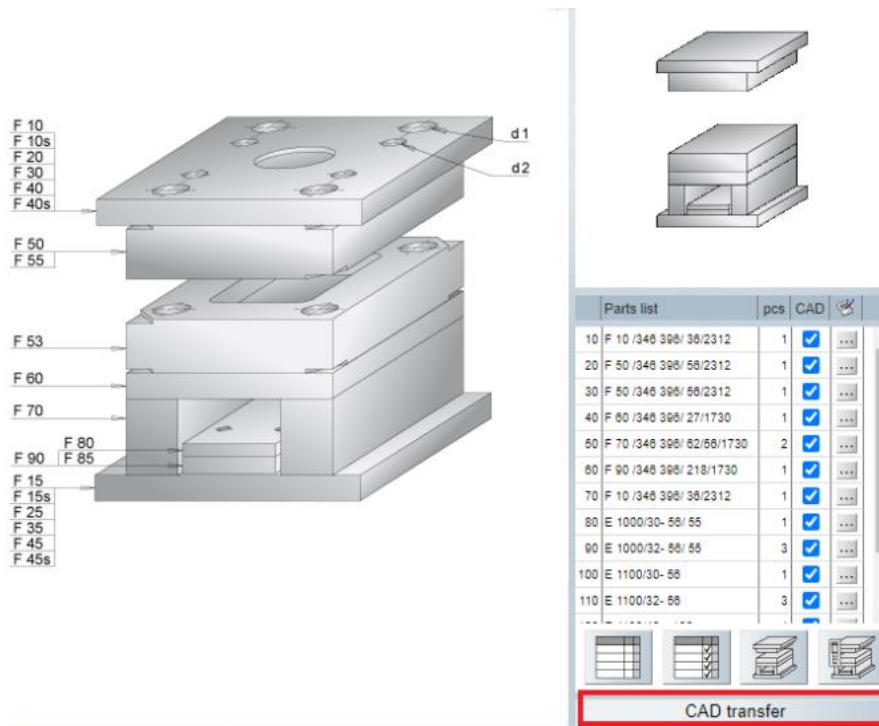 F 10
F 10s
F 20
F 30
F 40
F 40s
d1
d2
F 50
F 55
F 53
F 60
F 70
F 80
F 90 F 85
F 15
F 15s
F 25
F 35
F 45
F 45s
Parts list pcs CAD
10 F 10 /346 396/ 36/2312 1
20 F 50 /346 396/ 56/2312 1
30 F 50 /346 396/ 56/2312 1
40 F 60 /346 396/ 27/1730 1
50 F 70 /346 396/ 62/56/1730 2
60 F 90 /346 396/ 218/1730 1
70 F 10 /346 396/ 36/2312 1
80 E 1000/30- 56/ 55 1
90 E 1000/32- 56/ 55 3
100 E 1100/30- 56 1
110 E 1100/32- 56 3
CAD transfer